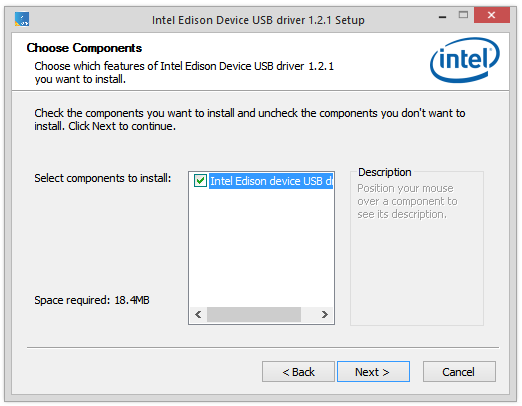 Intel Edison Device USB driver 1.2.1 Setup
Choose Components
Choose which features of Intel Edison Device USB driver 1.2.1
you want to install.
intel
Check the components you want to install and uncheck the components you don't want to
install. Click Next to continue.
Select components to install:
Intel Edison device USB
Description
Position your mouse
over a component to
see its description.
Space required: 18.4MB
< Back
Next >
Cancel